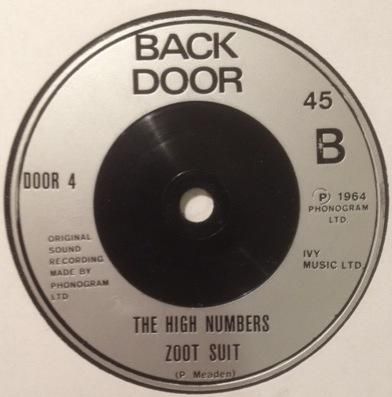 BACK
DOOR
45
B
DOOR 4
Ⓟ 1964
PHONOGRAM
LTD.
ORIGINAL
SOUND
RECORDING
MADE BY
PHONOGRAM
LTD
IVY
MUSIC LTD
THE HIGH NUMBERS
ZOOT SUIT
(P. Meaden)